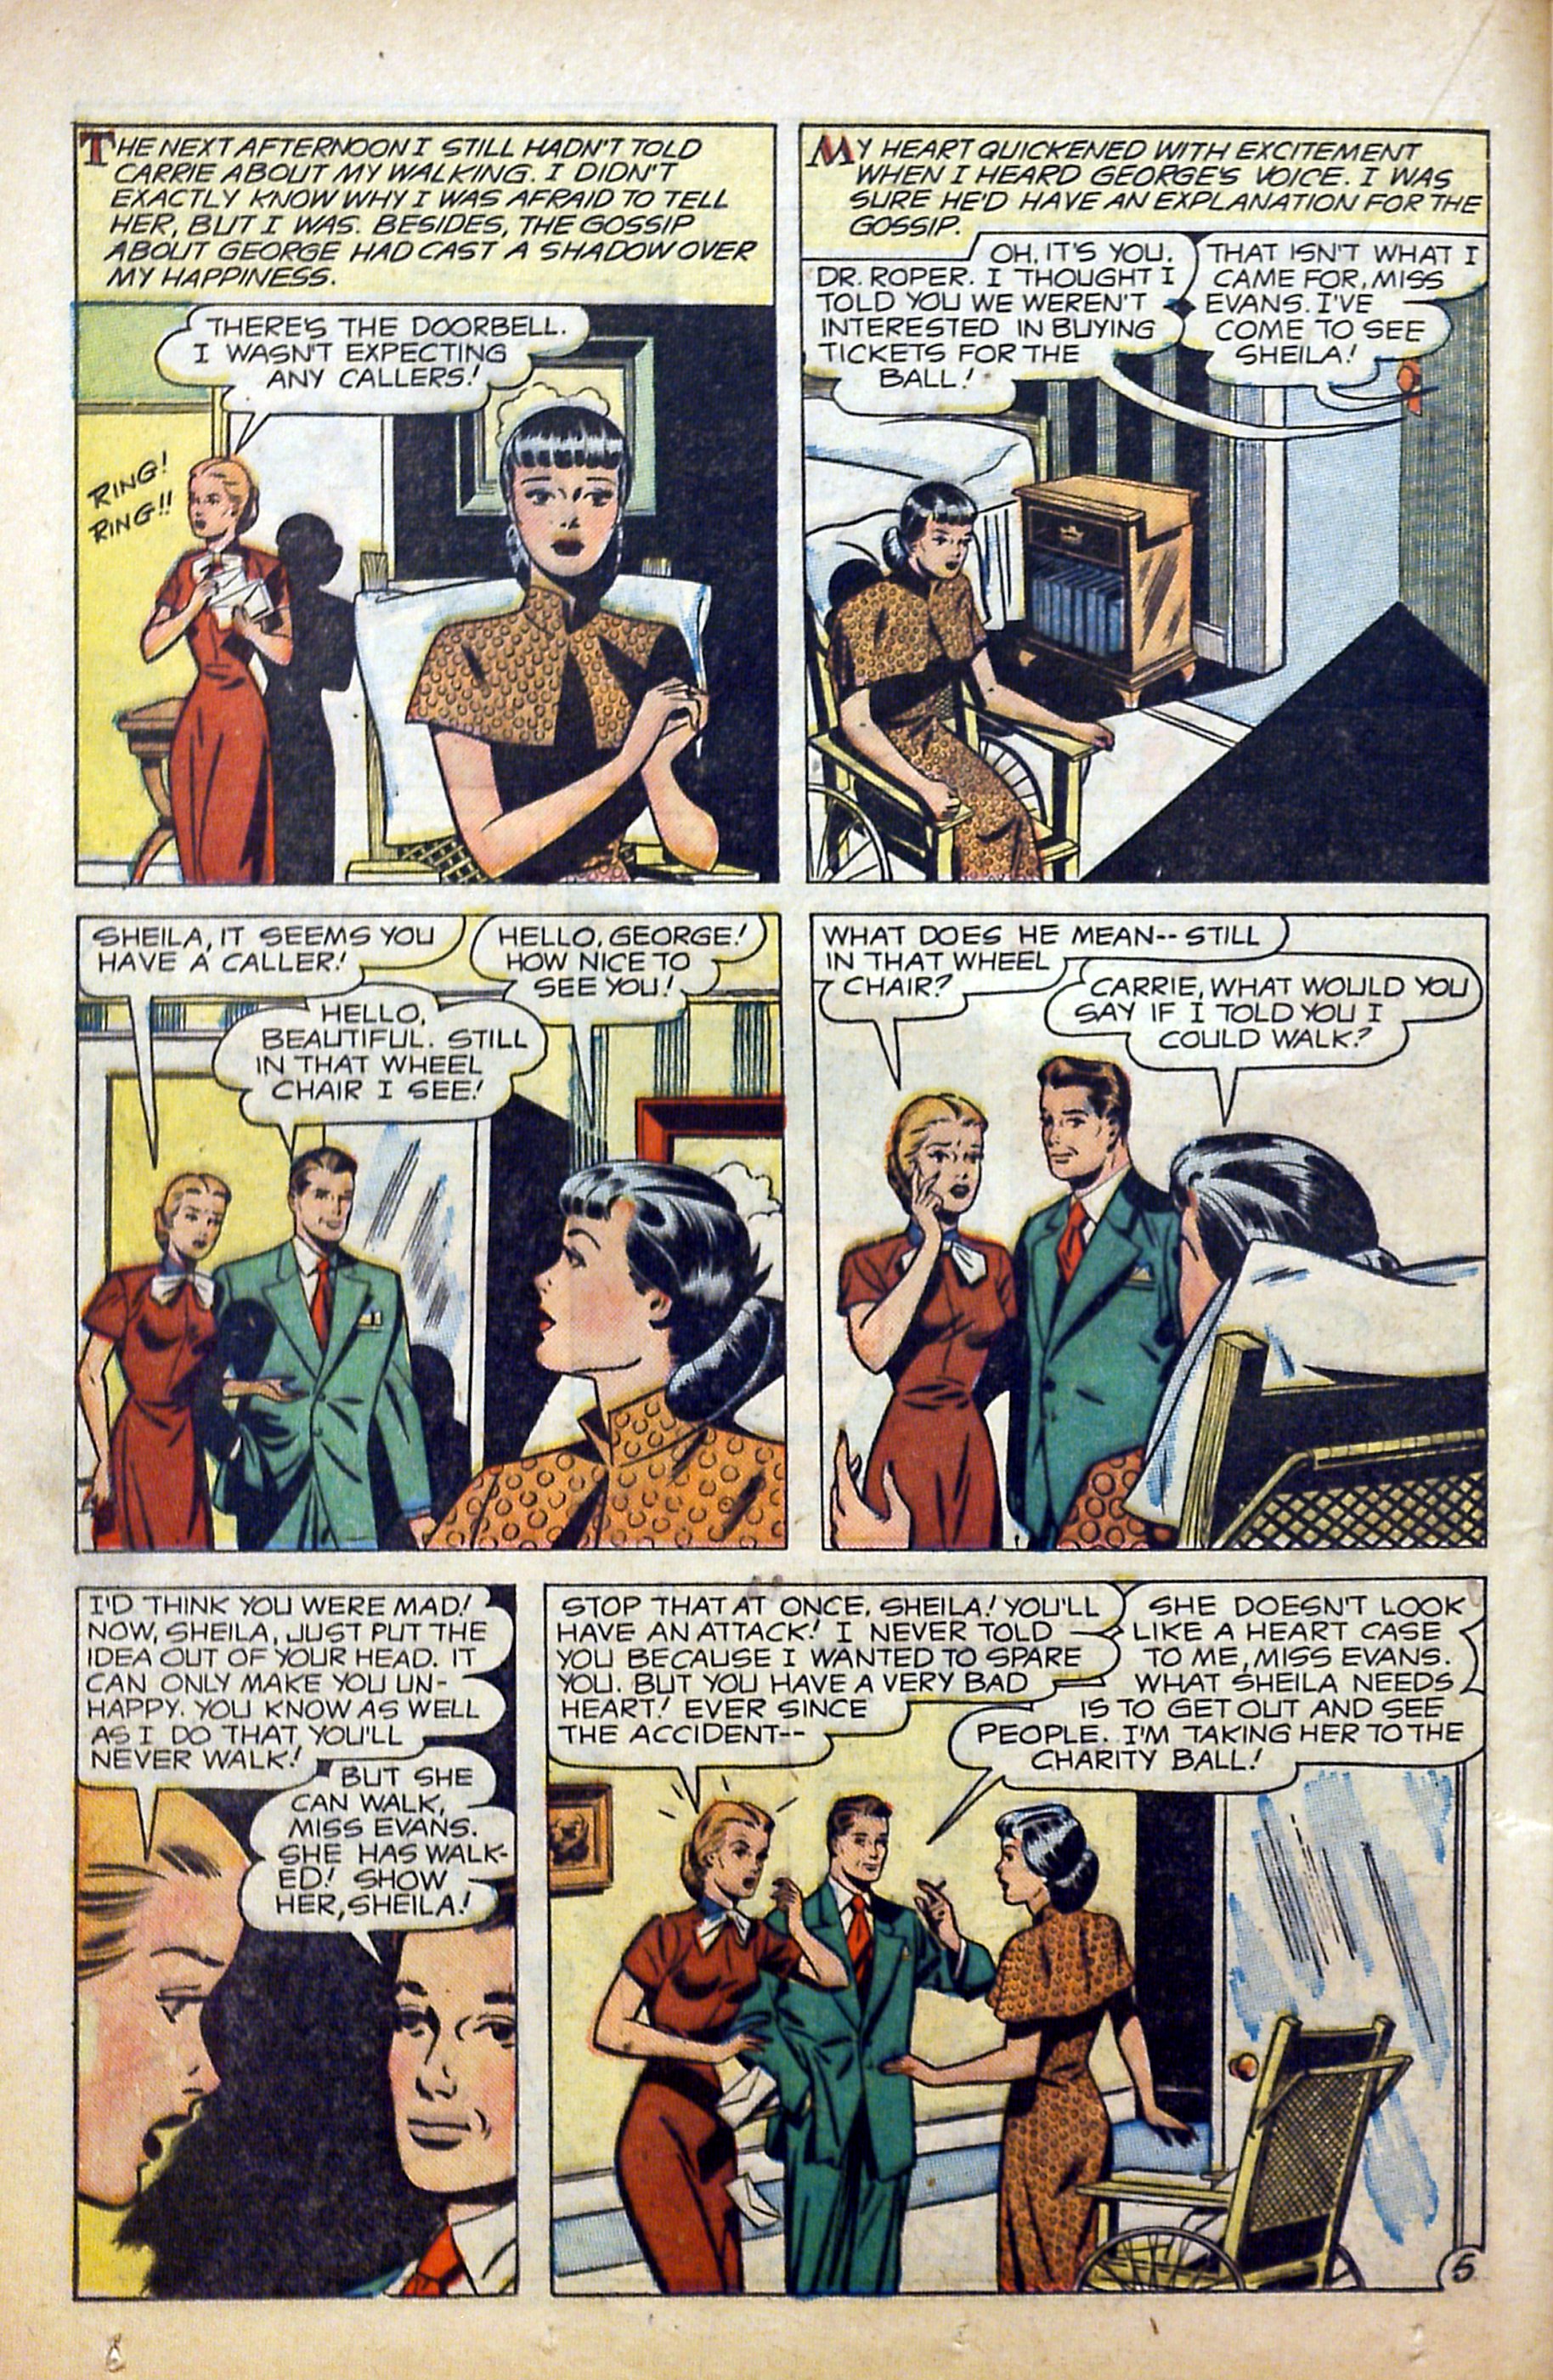 THE NEXT AFTERNOON I STILL HADN'T TOLD
CARRIE ABOUT MY WALKING. I DIDN'T
EXACTLY KNOW WHY I WAS AFRAID TO TELL
HER, BUT I WAS. BESIDES, THE GOSSIP
ABOUT GEORGE HAD CAST A SHADOW OVER
MY HAPPINESS.
THERE'S THE DOORBELL.
I WASN'T EXPECTING
ANY CALLERS!
RING!
RING!!
MY HEART QUICKENED WITH EXCITEMENT
WHEN I HEARD GEORGE'S VOICE. I WAS
SURE HE'D HAVE AN EXPLANATION FOR THE
GOSSIP.
OH, IT'S YOU,
DR. ROPER. I THOUGHT I
TOLD YOU WE WEREN'T
INTERESTED IN BUYING
TICKETS FOR THE
BALL!
THAT ISN'T WHAT I
CAME FOR, MISS
EVANS. I'VE
COME TO SEE
SHEILA!
SHEILA, IT SEEMS YOU
HAVE A CALLER!
HELLO,
BEAUTIFUL. STILL
IN THAT WHEEL
CHAIR I SEE!
HELLO, GEORGE!
HOW NICE TO
SEE YOU!
WHAT DOES HE MEAN-- STILL
IN THAT WHEEL
CHAIR?
CARRIE, WHAT WOULD YOU
SAY IF I TOLD YOU I
COULD WALK?
I'D THINK YOU WERE MAD!
NOW, SHEILA, JUST PUT THE
IDEA OUT OF YOUR HEAD. IT
CAN ONLY MAKE YOU UN-
HAPPY. YOU KNOW AS WELL
AS I DO THAT YOU'LL
NEVER WALK!
BUT SHE
CAN WALK,
MISS EVANS.
SHE HAS WALK-
ED! SHOW
HER, SHEILA!
STOP THAT AT ONCE, SHEILA! YOU'LL
HAVE AN ATTACK! I NEVER TOLD
YOU BECAUSE I WANTED TO SPARE
YOU. BUT YOU HAVE A VERY BAD
HEART! EVER SINCE
THE ACCIDENT--
SHE DOESN'T LOOK
LIKE A HEART CASE
TO ME, MISS EVANS.
WHAT SHEILA NEEDS
IS TO GET OUT AND SEE
PEOPLE. I'M TAKING HER TO THE
CHARITY BALL!
5
6